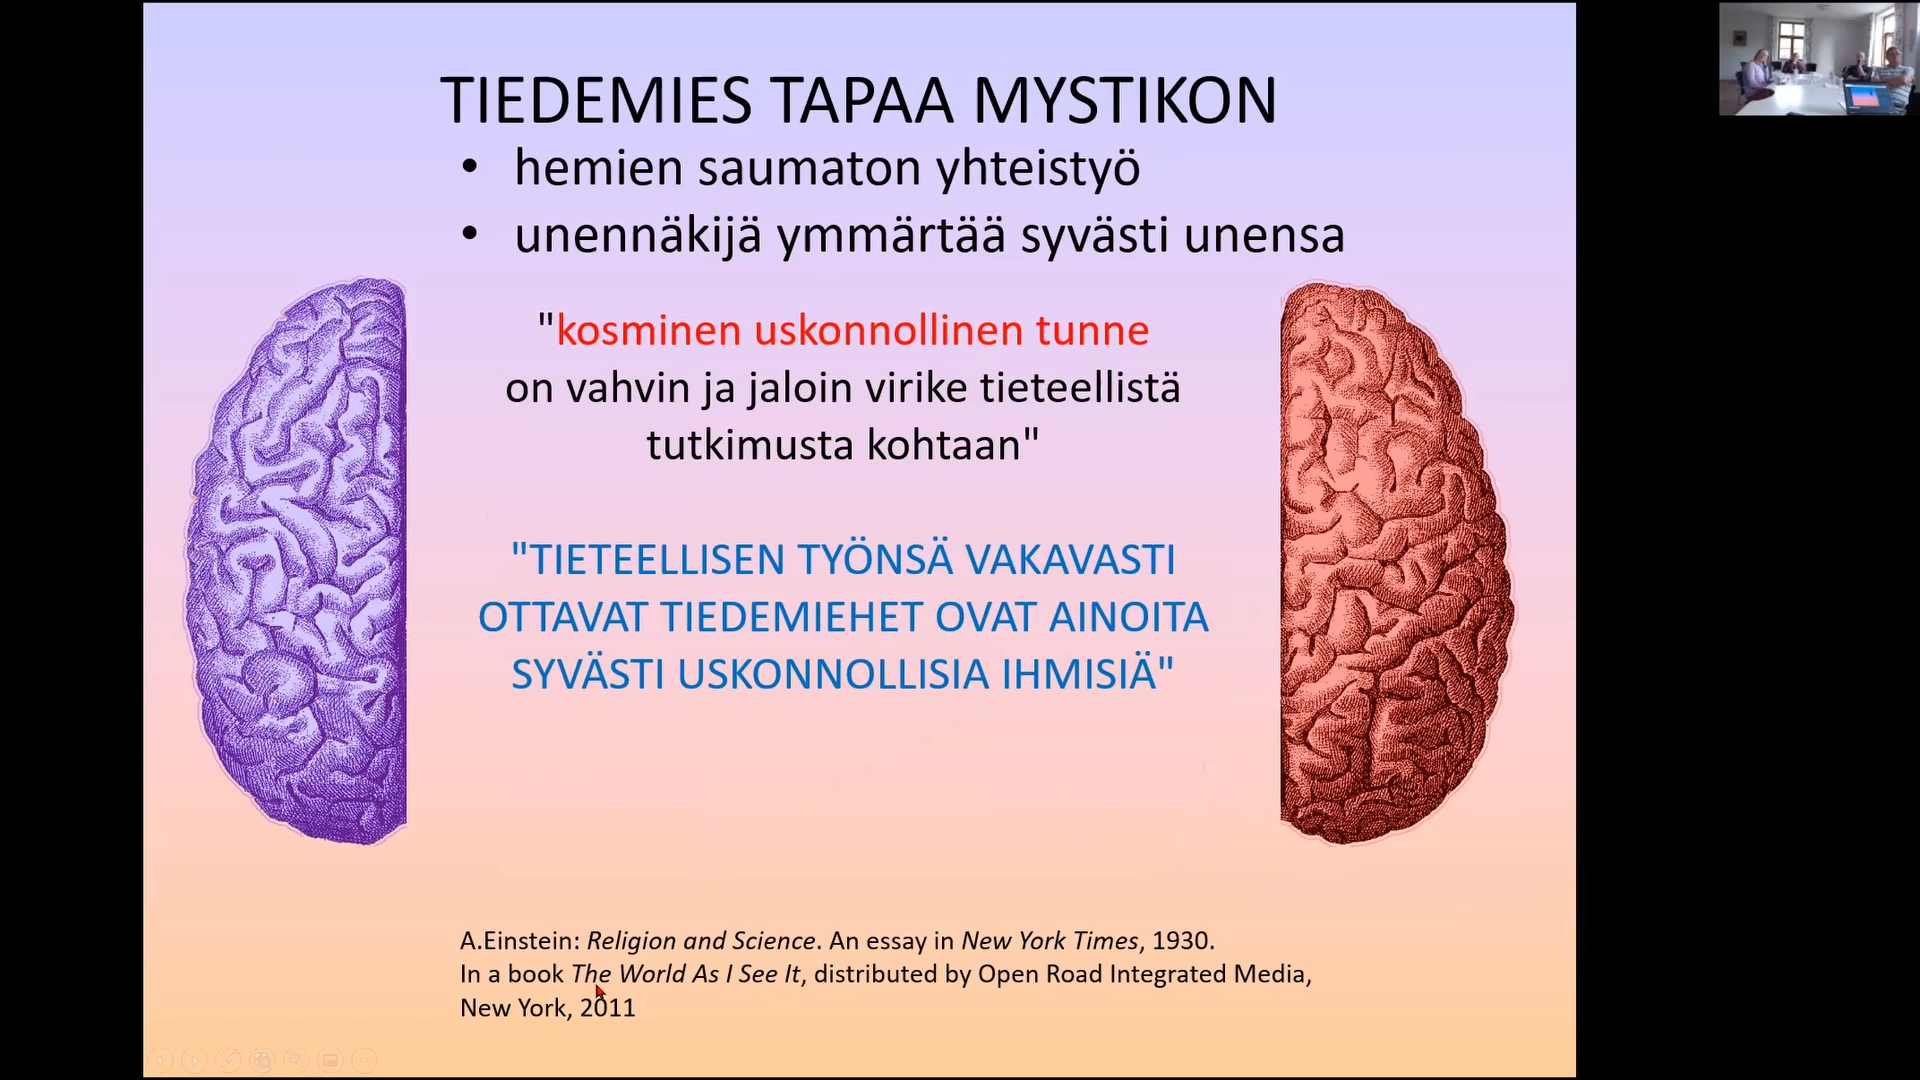 TIEDEMIES TAPAA MYSTIKON
• hemien saumaton yhteistyö
• unennäkijä ymmärtää syvästi unensa
"kosminen uskonnollinen tunne
on vahvin ja jaloin virike tieteellistä
tutkimusta kohtaan"
"TIETEELLISEN TYÖNSÄ VAKAVASTI
OTTAVAT TIEDEMIEHET OVAT AINOITA
SYVÄSTI USKONNOLLISIA IHMISIÄ"
A.Einstein: Religion and Science. An essay in New York Times, 1930.
In a book The World As I See It, distributed by Open Road Integrated Media,
New York, 2011